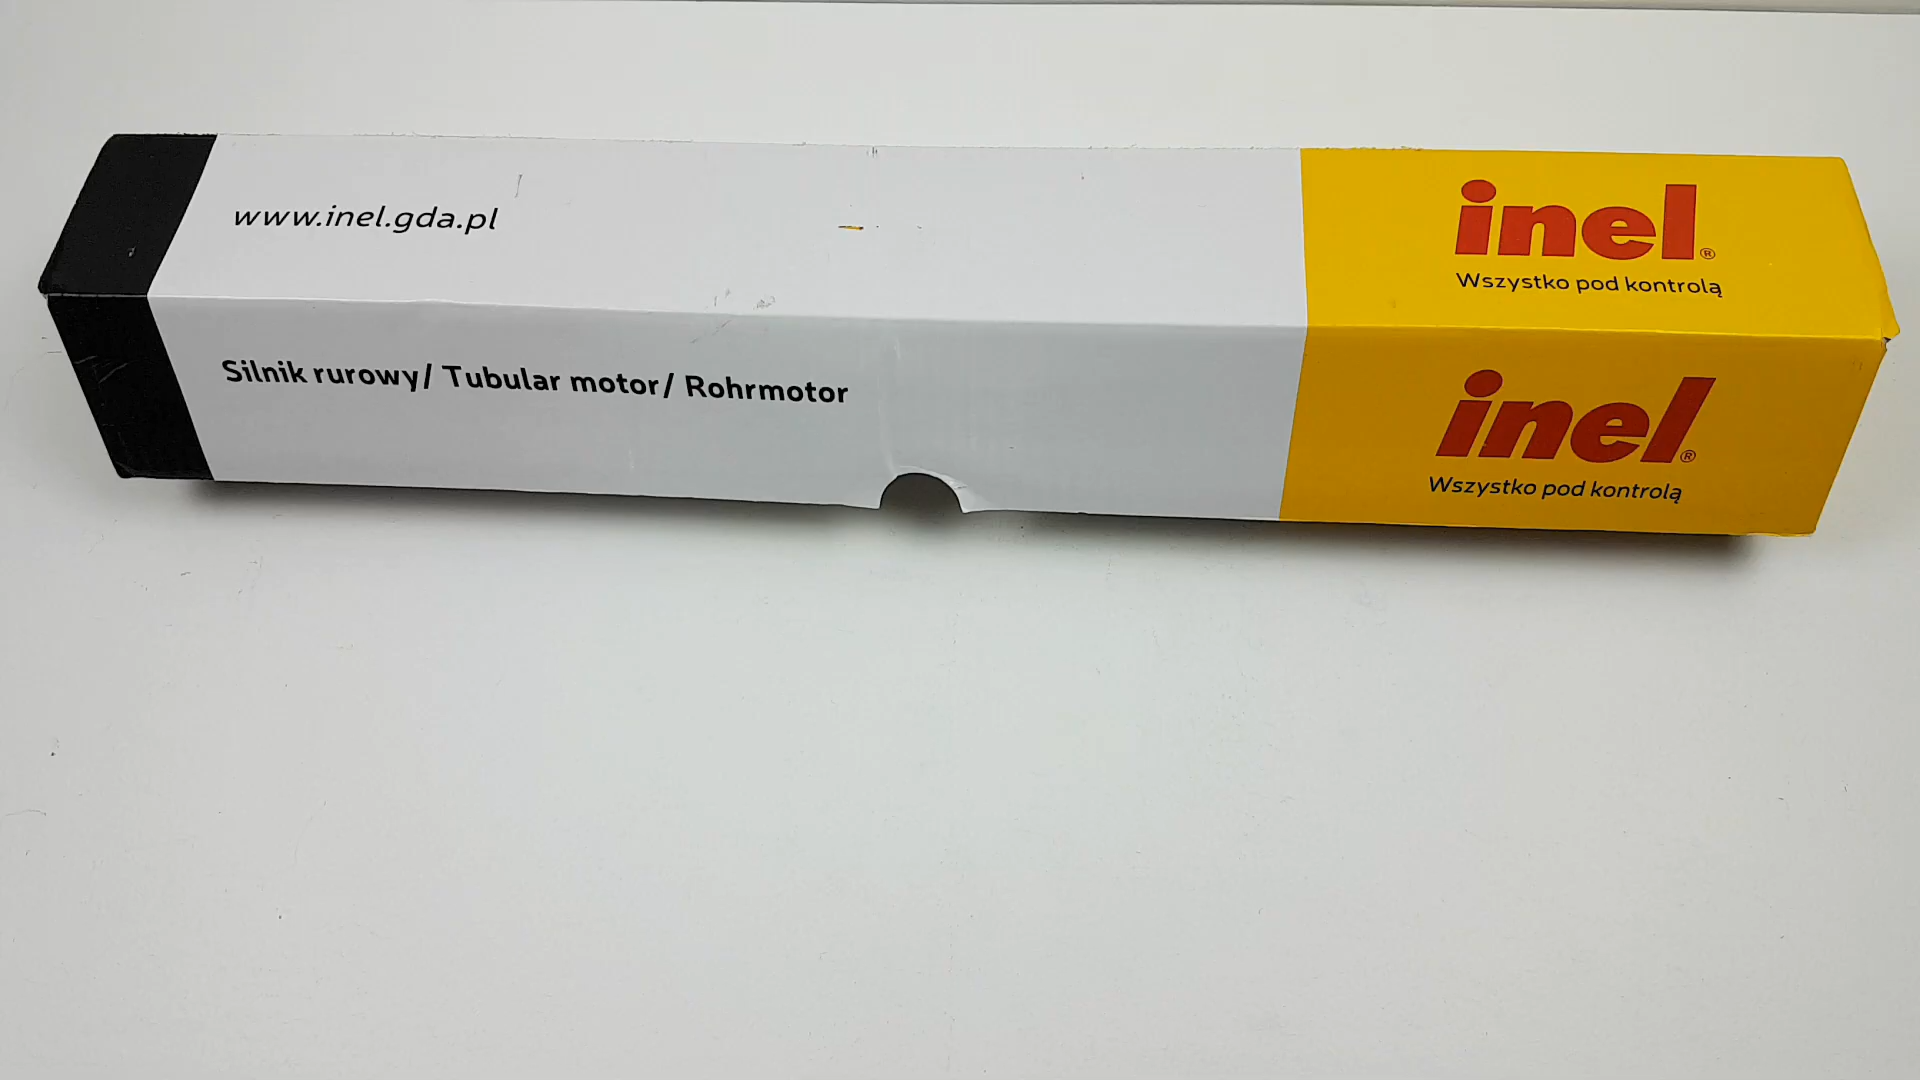 www.inel.gda.pl
inel®
Wszystko pod kontrolą
Silnik rurowy/ Tubular motor/ Rohrmotor
inel®
Wszystko pod kontrolą